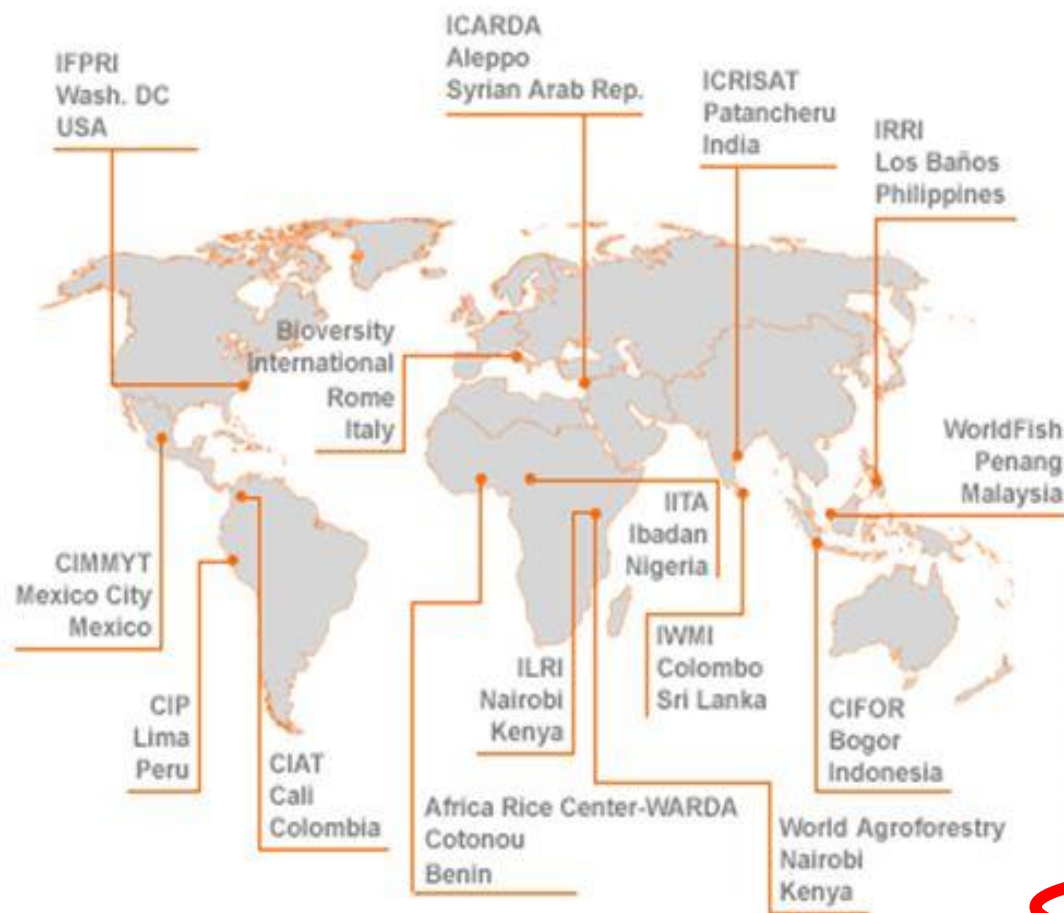 IFPRI
Wash. DC
USA
ICARDA
Aleppo
Syrian Arab Rep.
ICRISAT
Patancheru
India
IRRI
Los Baños
Philippines
Bioversity
International
Rome
Italy
WorldFish
Penang
Malaysia
CIMMYT
Mexico City
Mexico
IITA
Ibadan
Nigeria
CIP
Lima
Peru
CIAT
Cali
Colombia
ILRI
Nairobi
Kenya
IWMI
Colombo
Sri Lanka
CIFOR
Bogor
Indonesia
Africa Rice Center-WARDA
Cotonou
Benin
World Agroforestry
Nairobi
Kenya